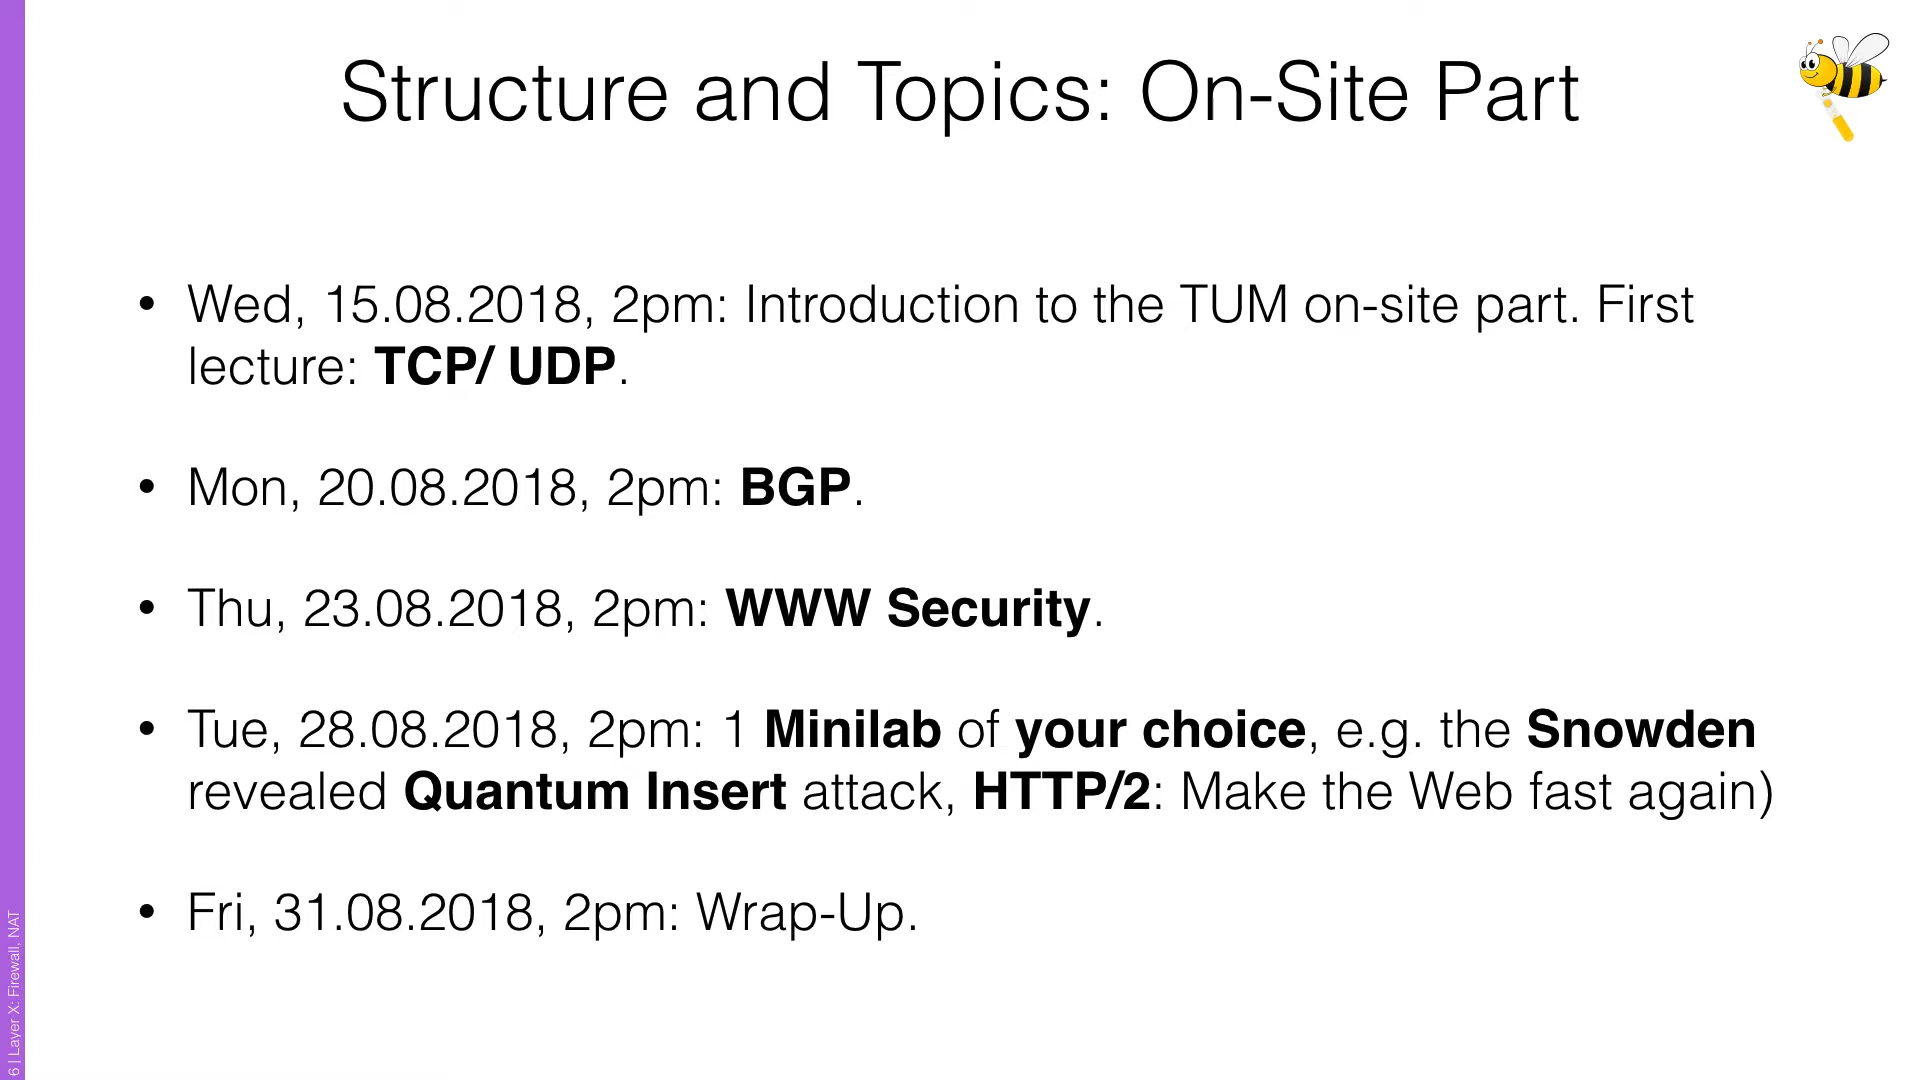 Structure and Topics: On-Site Part
• Wed, 15.08.2018, 2pm: Introduction to the TUM on-site part. First
lecture: TCP/ UDP.
• Mon, 20.08.2018, 2pm: BGP.
• Thu, 23.08.2018, 2pm: WWW Security.
• Tue, 28.08.2018, 2pm: 1 Minilab of your choice, e.g. the Snowden
revealed Quantum Insert attack, HTTP/2: Make the Web fast again)
• Fri, 31.08.2018, 2pm: Wrap-Up.
6 | Layer X: Firewall, NAT